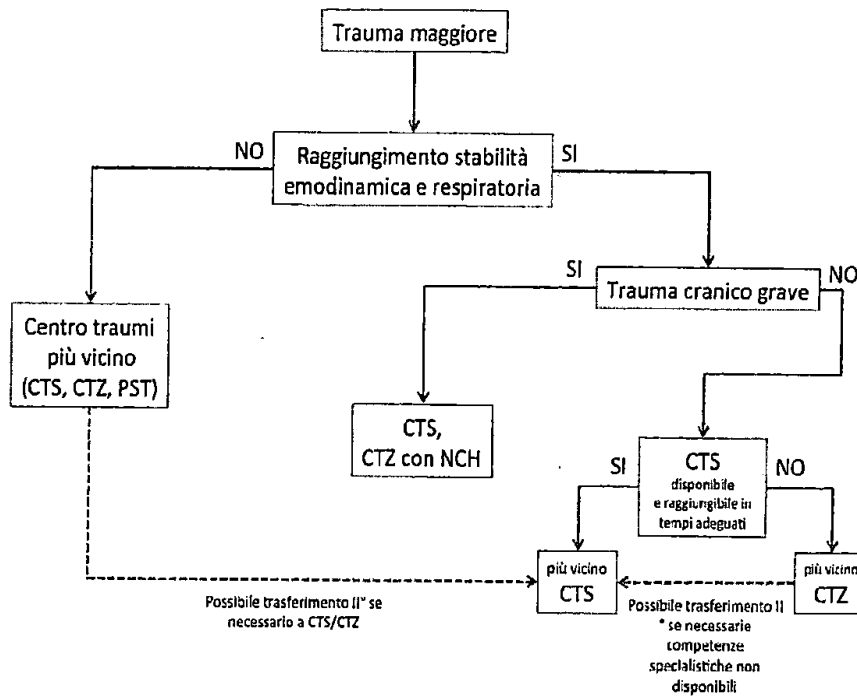 Trauma maggiore
NO
Raggiungimento stabilità
emodinamica e respiratoria
SI
SI
Trauma cranico grave
NO
Centro traumi
più vicino
(CTS, CTZ, PST)
CTS,
CTZ con NCH
SI
CTS
disponibile
e raggiungibile in
tempi adeguati
NO
più vicino
CTS
più vicino
CTZ
Possibile trasferimento II° se
necessario a CTS/CTZ
Possibile trasferimento II
° se necessarie
competenze
specialistiche non
disponibili